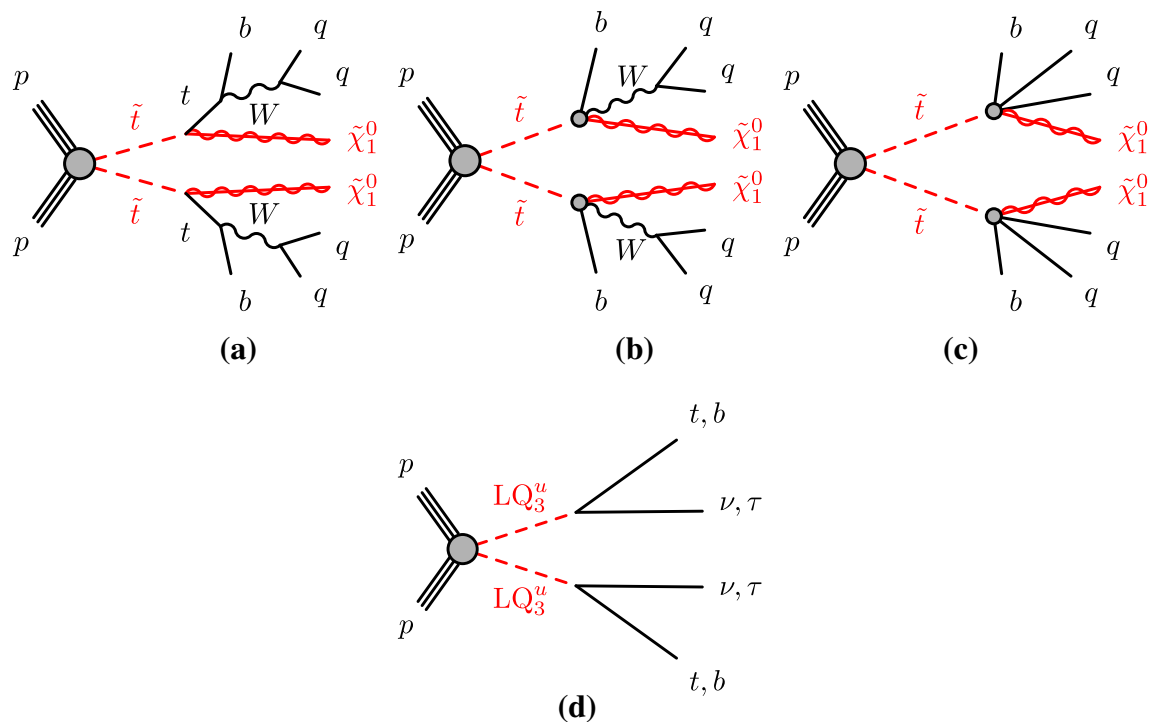 b q
p t q
t̃ W χ̃₁⁰
t̃ W χ̃₁⁰
p t q
b q
(a)
b q
p W q
t̃ χ̃₁⁰
t̃ χ̃₁⁰
p W q
b q
(b)
b q
p q
t̃ χ̃₁⁰
t̃ χ̃₁⁰
p q
b q
(c)
t, b
p
LQ₃ᵘ ν, τ
LQ₃ᵘ ν, τ
p
t, b
(d)